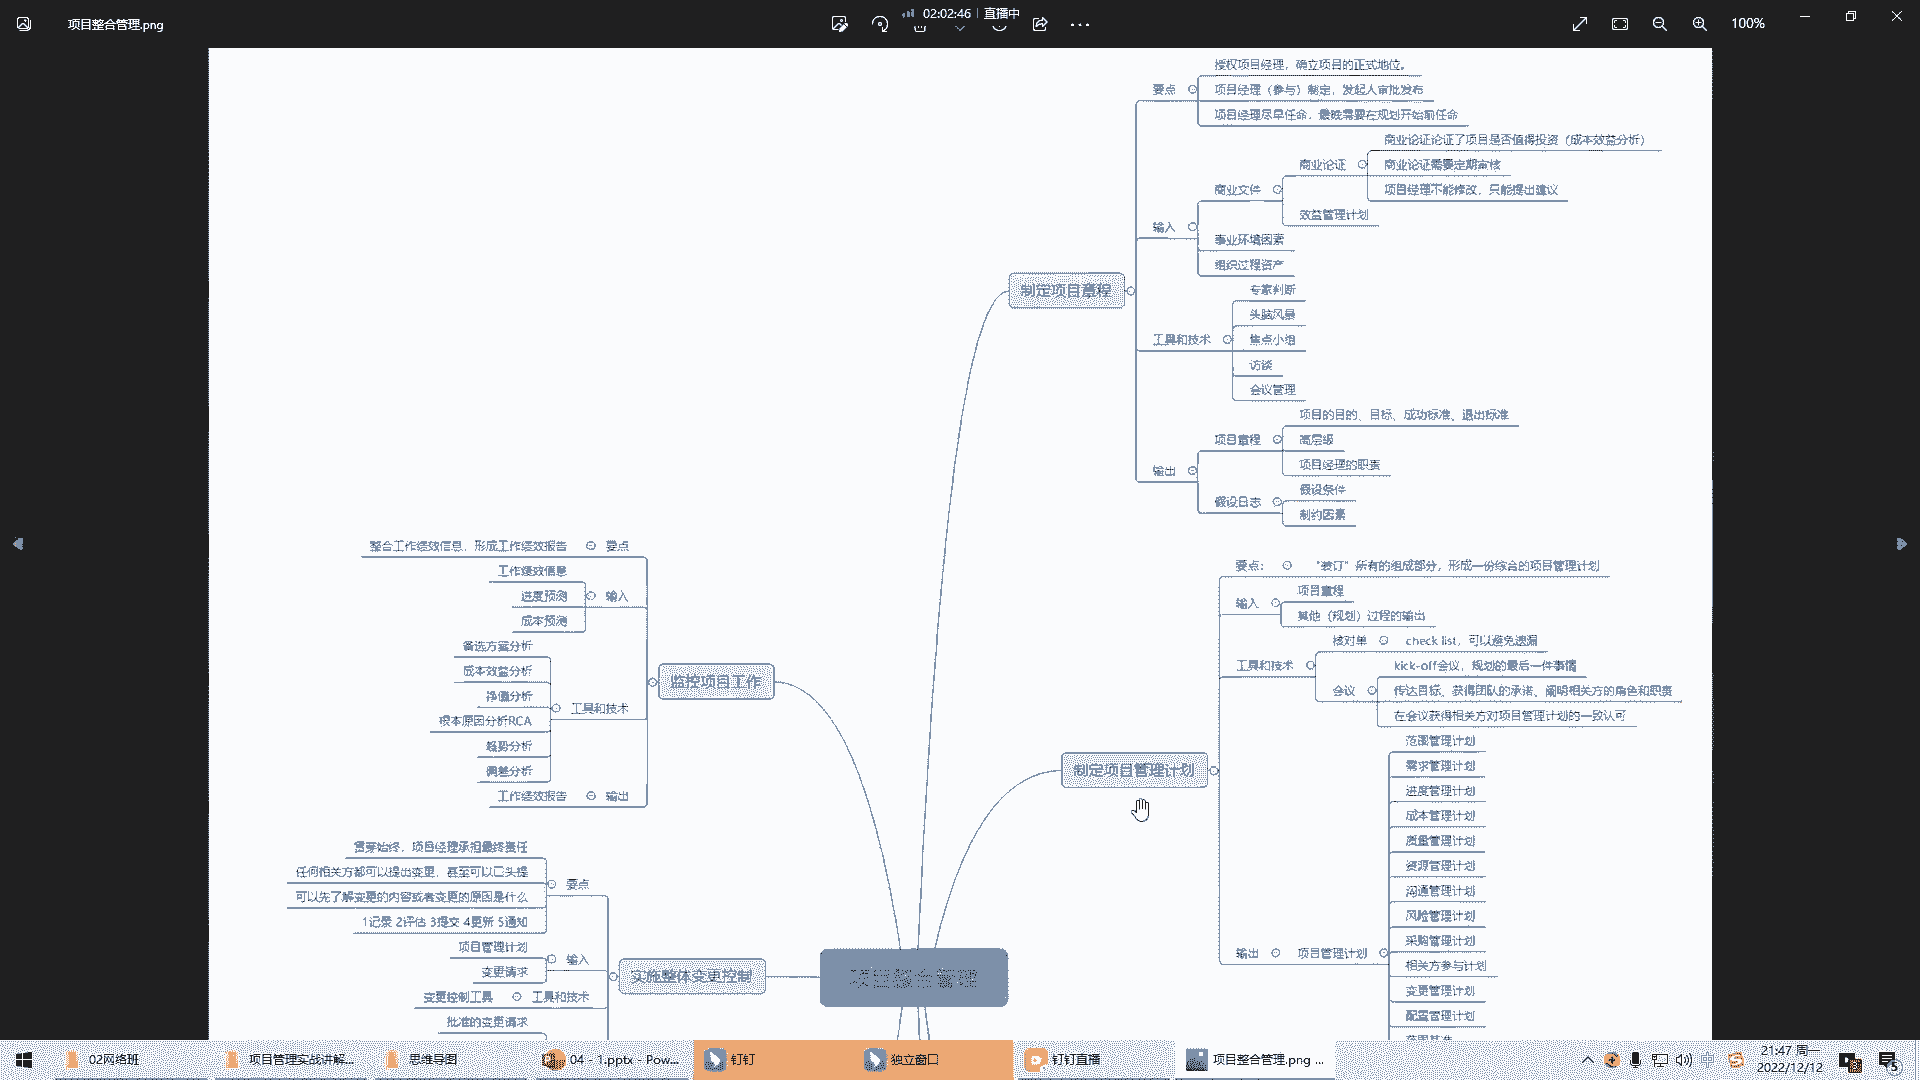 项目整合管理.png
02:02:46 直播中
100%
授权项目经理，确立项目的正式地位。
要点
项目经理（参与）制定，发起人审批发布
项目经理尽早任命，最晚需要在规划开始前任命
商业论证论证了项目是否值得投资（成本效益分析）
商业论证
商业论证需要定期审核
商业文件
项目经理不能修改，只能提出建议
效益管理计划
输入
事业环境因素
组织过程资产
制定项目章程
专家判断
头脑风暴
工具和技术
焦点小组
访谈
会议管理
项目的目的、目标、成功标准、退出标准
项目章程
高层级
项目经理的职责
输出
假设条件
假设日志
制约因素
整合工作绩效信息，形成工作绩效报告
要点
工作绩效信息
进度预测
输入
成本预测
备选方案分析
成本效益分析
挣值分析
监控项目工作
工具和技术
根本原因分析RCA
趋势分析
偏差分析
工作绩效报告
输出
要点：
"装订"所有的组成部分，形成一份综合的项目管理计划
输入
项目章程
其他（规划）过程的输出
核对单
check list，可以避免遗漏
工具和技术
kick-off会议，规划的最后一件事情
会议
传达目标、获得团队的承诺、阐明相关方的角色和职责
在会议获得相关方对项目管理计划的一致认可
制定项目管理计划
范围管理计划
需求管理计划
进度管理计划
成本管理计划
质量管理计划
资源管理计划
沟通管理计划
风险管理计划
输出
项目管理计划
采购管理计划
相关方参与计划
变更管理计划
配置管理计划
贯穿始终，项目经理承担最终责任
任何相关方都可以提出变更，甚至可以口头提
要点
可以先了解变更的内容或者变更的原因是什么
1记录 2评估 3提交 4更新 5通知
项目管理计划
输入
变更请求
实施整体变更控制
项目整合管理
变更控制工具
工具和技术
批准的变更请求
02网络班
项目管理实战讲解...
思维导图
04 - 1.pptx - Pow...
钉钉
独立窗口
钉钉直播
项目整合管理.png ...
中
21:47 周一
2022/12/12
5